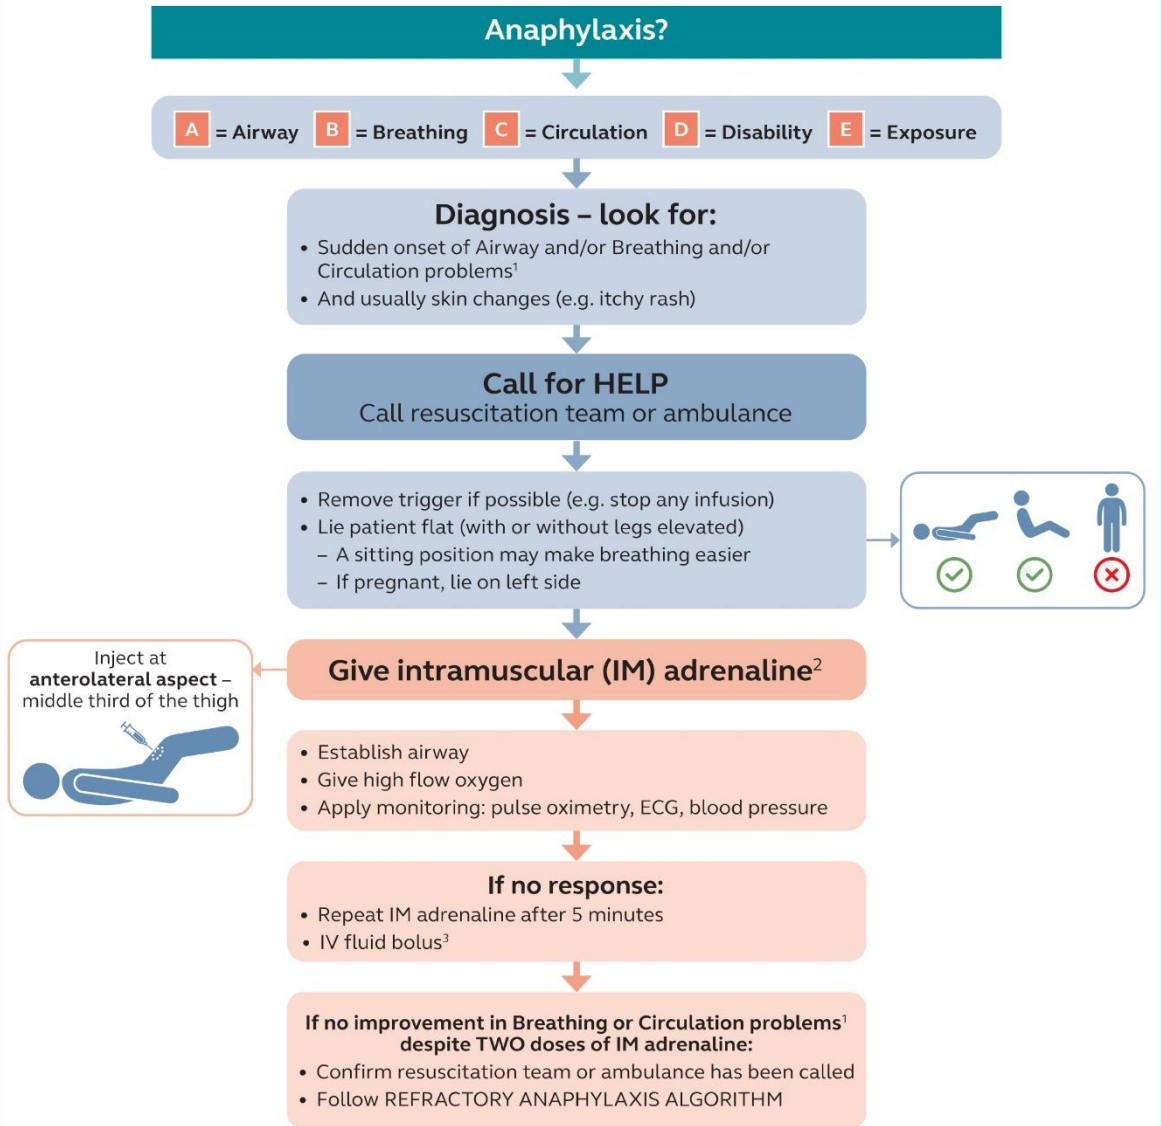 Anaphylaxis?
A = Airway B = Breathing C = Circulation D = Disability E = Exposure
Diagnosis – look for:
• Sudden onset of Airway and/or Breathing and/or
Circulation problems¹
• And usually skin changes (e.g. itchy rash)
Call for HELP
Call resuscitation team or ambulance
• Remove trigger if possible (e.g. stop any infusion)
• Lie patient flat (with or without legs elevated)
– A sitting position may make breathing easier
– If pregnant, lie on left side
Give intramuscular (IM) adrenaline²
Inject at
anterolateral aspect –
middle third of the thigh
• Establish airway
• Give high flow oxygen
• Apply monitoring: pulse oximetry, ECG, blood pressure
If no response:
• Repeat IM adrenaline after 5 minutes
• IV fluid bolus³
If no improvement in Breathing or Circulation problems¹
despite TWO doses of IM adrenaline:
• Confirm resuscitation team or ambulance has been called
• Follow REFRACTORY ANAPHYLAXIS ALGORITHM